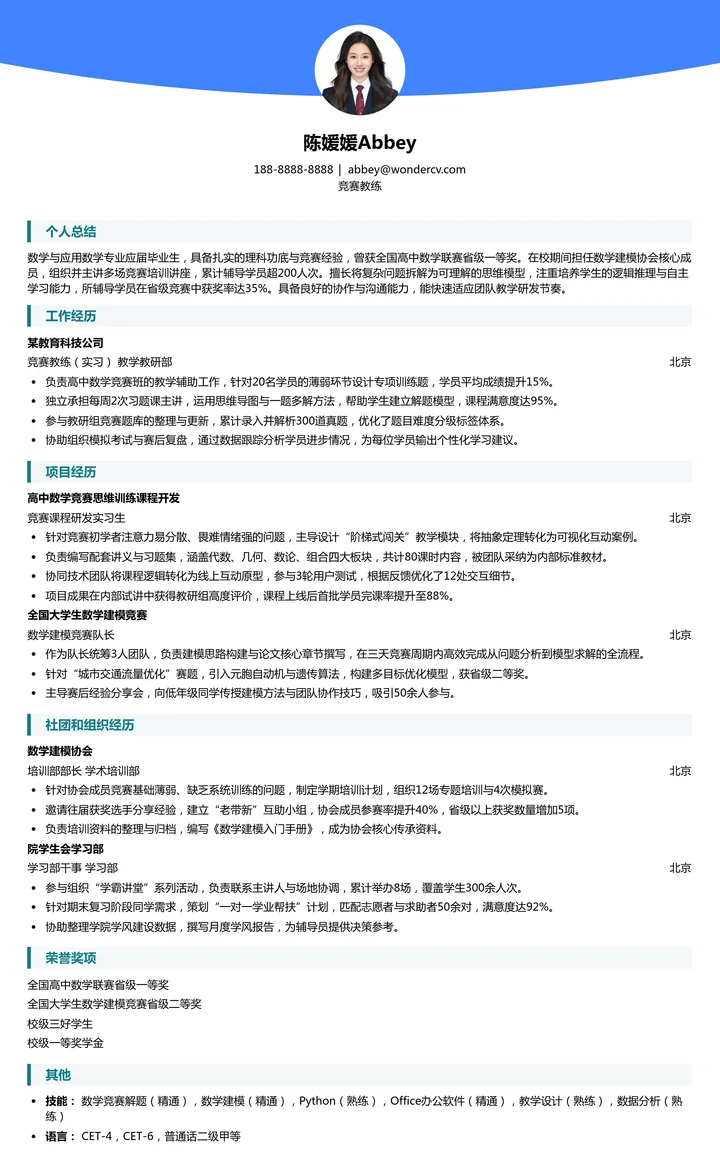 陈媛媛Abbey
188-8888-8888 | abbey@wondercv.com
竞赛教练
个人总结
数学与应用数学专业应届毕业生，具备扎实的理科功底与竞赛经验，曾获全国高中数学联赛省级一等奖。在校期间担任数学建模协会核心成
员，组织并主讲多场竞赛培训讲座，累计辅导学员超200人次。擅长将复杂问题拆解为可理解的思维模型，注重培养学生的逻辑推理与自主
学习能力，所辅导学员在省级竞赛中获奖率达35%。具备良好的协作与沟通能力，能快速适应团队教学研发节奏。
工作经历
某教育科技公司
竞赛教练（实习） 教学教研部 北京
• 负责高中数学竞赛班的教学辅助工作，针对20名学员的薄弱环节设计专项训练题，学员平均成绩提升15%。
• 独立承担每周2次习题课主讲，运用思维导图与一题多解方法，帮助学生建立解题模型，课程满意度达95%。
• 参与教研组竞赛题库的整理与更新，累计录入并解析300道真题，优化了题目难度分级标签体系。
• 协助组织模拟考试与赛后复盘，通过数据跟踪分析学员进步情况，为每位学员输出个性化学习建议。
项目经历
高中数学竞赛思维训练课程开发
竞赛课程研发实习生 北京
• 针对竞赛初学者注意力易分散、畏难情绪强的问题，主导设计“阶梯式闯关”教学模块，将抽象定理转化为可视化互动案例。
• 负责编写配套讲义与习题集，涵盖代数、几何、数论、组合四大板块，共计80课时内容，被团队采纳为内部标准教材。
• 协同技术团队将课程逻辑转化为线上互动原型，参与3轮用户测试，根据反馈优化了12处交互细节。
• 项目成果在内部试讲中获得教研组高度评价，课程上线后首批学员完课率提升至88%。
全国大学生数学建模竞赛
数学建模竞赛队长 北京
• 作为队长统筹3人团队，负责建模思路构建与论文核心章节撰写，在三天竞赛周期内高效完成从问题分析到模型求解的全流程。
• 针对“城市交通流量优化”赛题，引入元胞自动机与遗传算法，构建多目标优化模型，获省级二等奖。
• 主导赛后经验分享会，向低年级同学传授建模方法与团队协作技巧，吸引50余人参与。
社团和组织经历
数学建模协会
培训部部长 学术培训部 北京
• 针对协会成员竞赛基础薄弱、缺乏系统训练的问题，制定学期培训计划，组织12场专题培训与4次模拟赛。
• 邀请往届获奖选手分享经验，建立“老带新”互助小组，协会成员参赛率提升40%，省级以上获奖数量增加5项。
• 负责培训资料的整理与归档，编写《数学建模入门手册》，成为协会核心传承资料。
院学生会学习部
学习部干事 学习部 北京
• 参与组织“学霸讲堂”系列活动，负责联系主讲人与场地协调，累计举办8场，覆盖学生300余人次。
• 针对期末复习阶段同学需求，策划“一对一学业帮扶”计划，匹配志愿者与求助者50余对，满意度达92%。
• 协助整理学院学风建设数据，撰写月度学风报告，为辅导员提供决策参考。
荣誉奖项
全国高中数学联赛省级一等奖
全国大学生数学建模竞赛省级二等奖
校级三好学生
校级一等奖学金
其他
• 技能： 数学竞赛解题（精通），数学建模（精通），Python（熟练），Office办公软件（精通），教学设计（熟练），数据分析（熟
练）
• 语言： CET-4，CET-6，普通话二级甲等